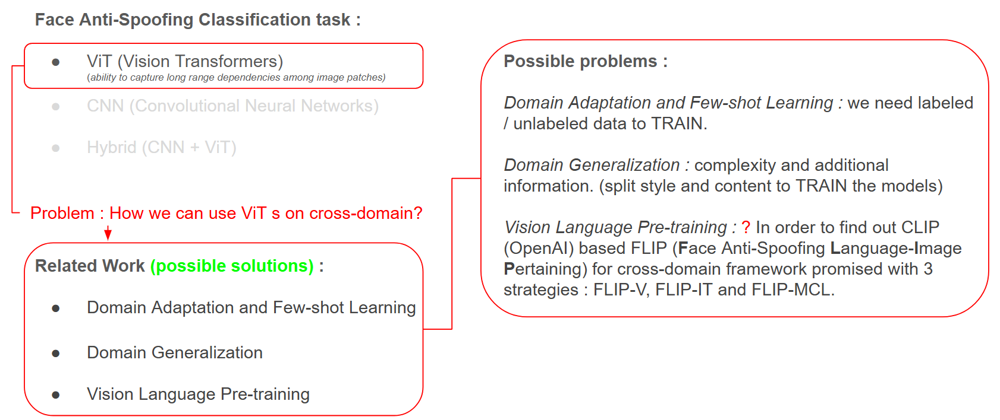 Face Anti-Spoofing Classification task :
● ViT (Vision Transformers)
(ability to capture long range dependencies among image patches)
● CNN (Convolutional Neural Networks)
● Hybrid (CNN + ViT)
Problem : How we can use ViT s on cross-domain?
Related Work (possible solutions) :
● Domain Adaptation and Few-shot Learning
● Domain Generalization
● Vision Language Pre-training
Possible problems :
Domain Adaptation and Few-shot Learning : we need labeled
/ unlabeled data to TRAIN.
Domain Generalization : complexity and additional
information. (split style and content to TRAIN the models)
Vision Language Pre-training : ? In order to find out CLIP
(OpenAI) based FLIP (Face Anti-Spoofing Language-Image
Pertaining) for cross-domain framework promised with 3
strategies : FLIP-V, FLIP-IT and FLIP-MCL.